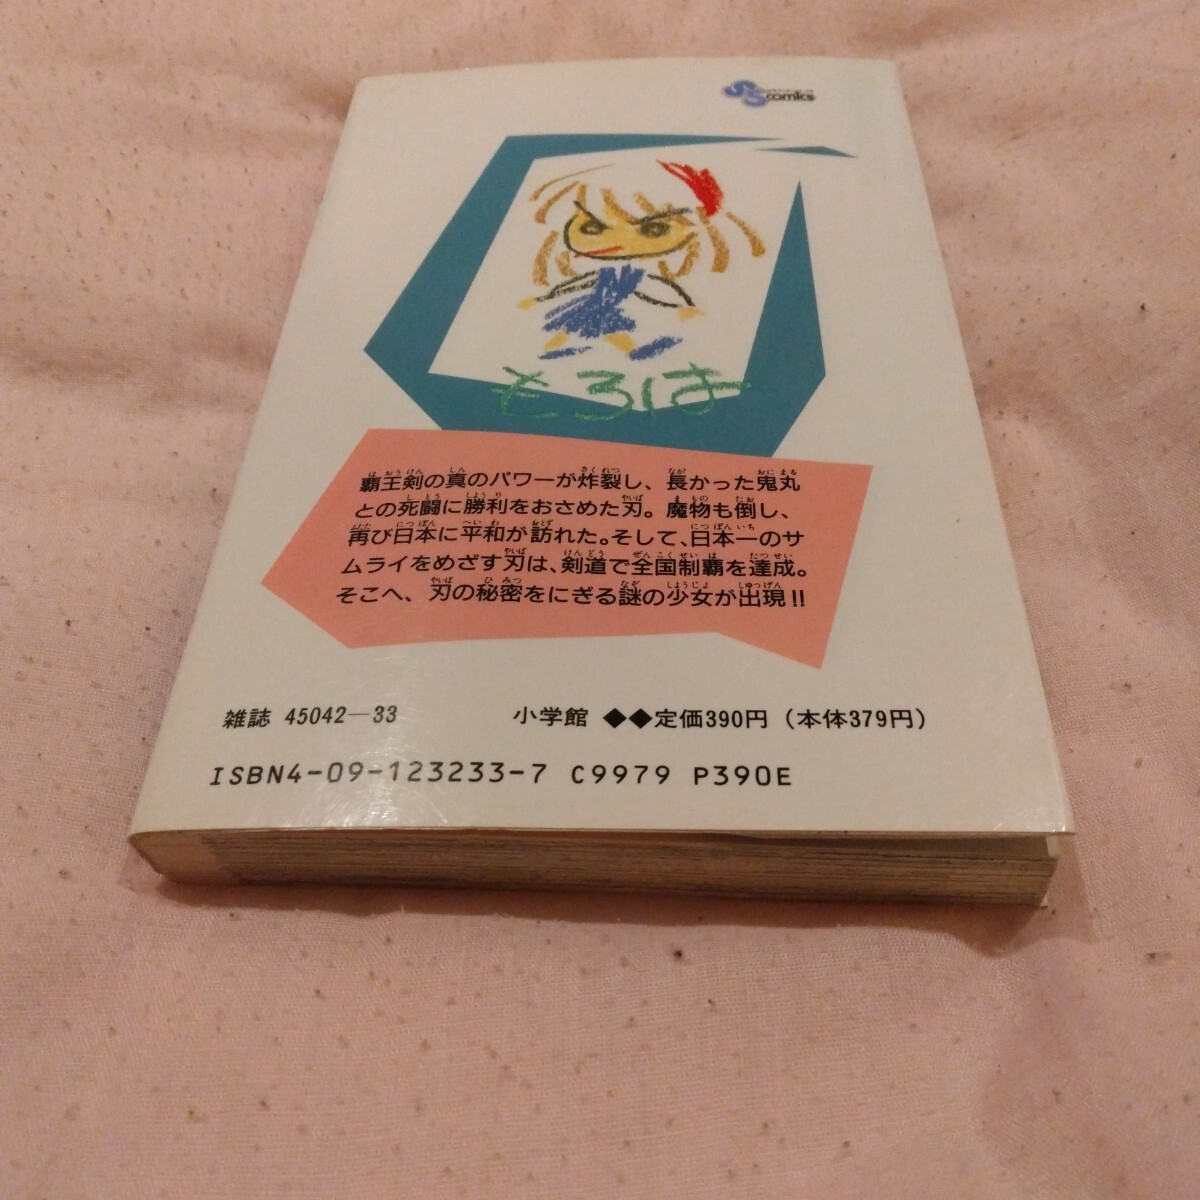 SS comics
もろは
覇王剣の真のパワーが炸裂し、長かった鬼丸
との死闘に勝利をおさめた刃。魔物も倒し、
再び日本に平和が訪れた。そして、日本一のサ
ムライをめざす刃は、剣道で全国制覇を達成。
そこへ、刃の秘密をにぎる謎の少女が出現!!
雑誌 45042—33 小学館 ◆◆定価390円（本体379円）
ISBN4-09-123233-7 C9979 P390E